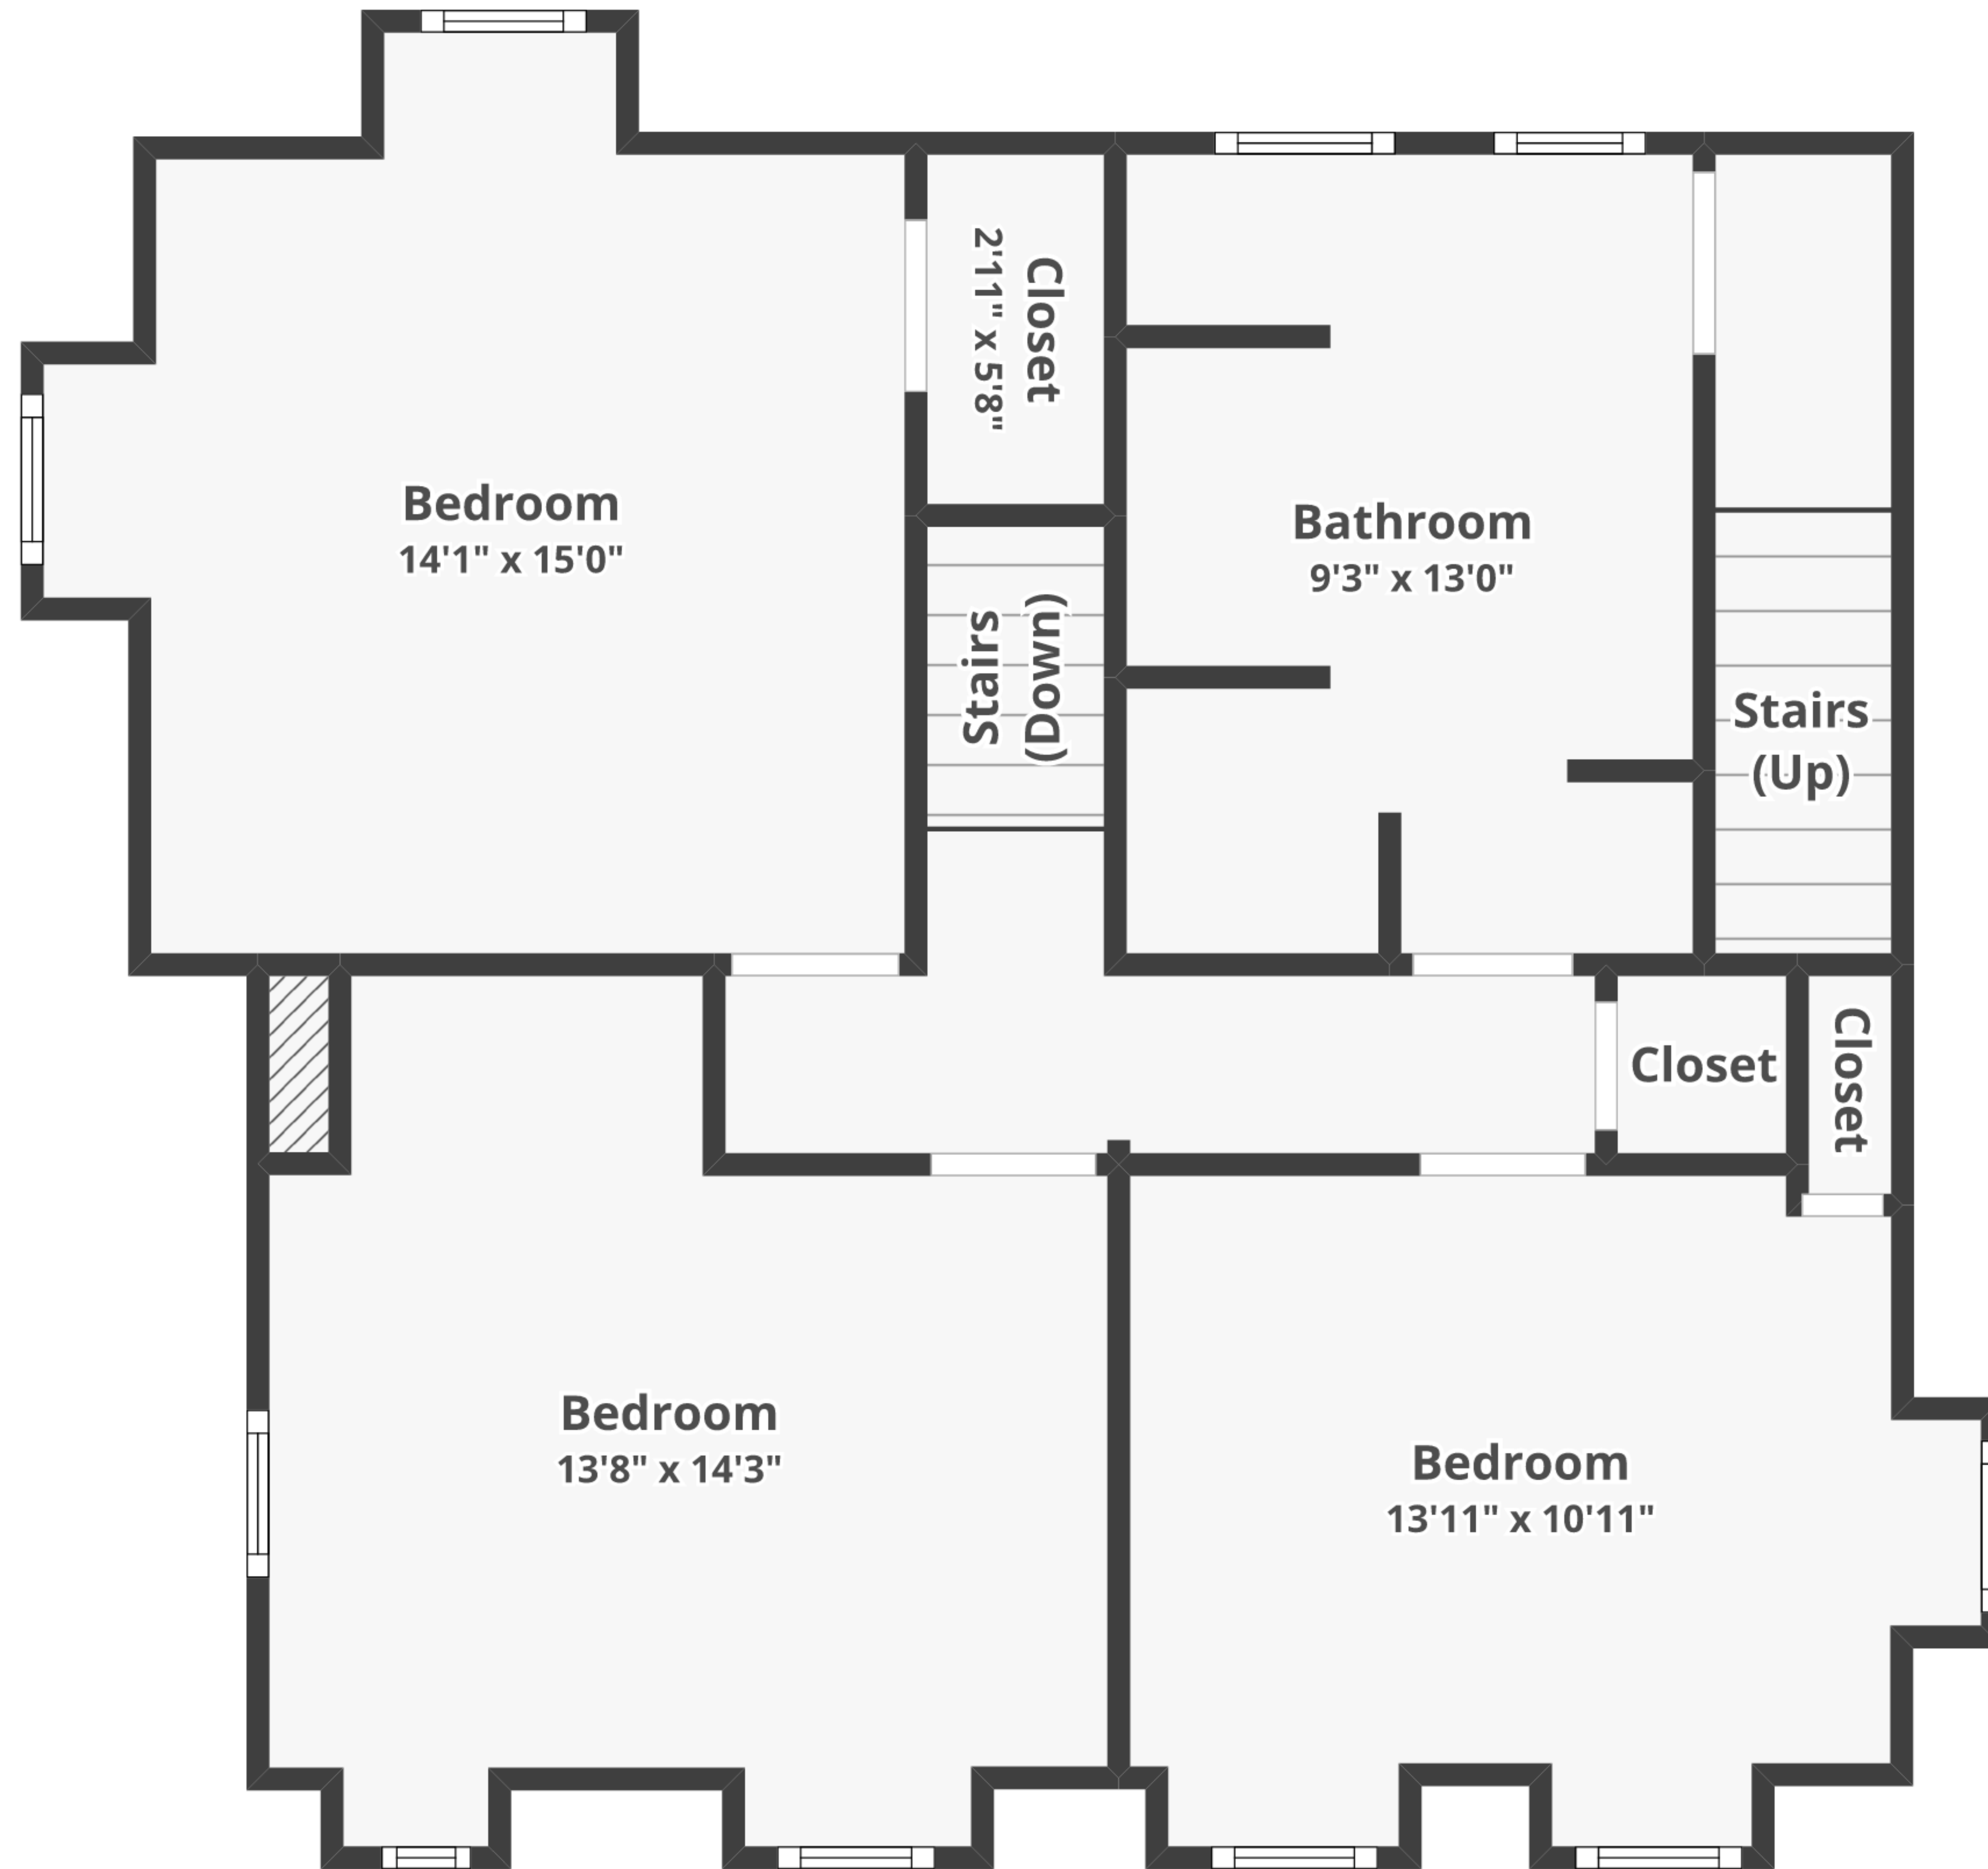 Closet
2'11" x 5'8"
Bedroom
14'1" x 15'0"
Bathroom
9'3" x 13'0"
Stairs
(Down)
Stairs
(Up)
Closet
Closet
Bedroom
13'8" x 14'3"
Bedroom
13'11" x 10'11"